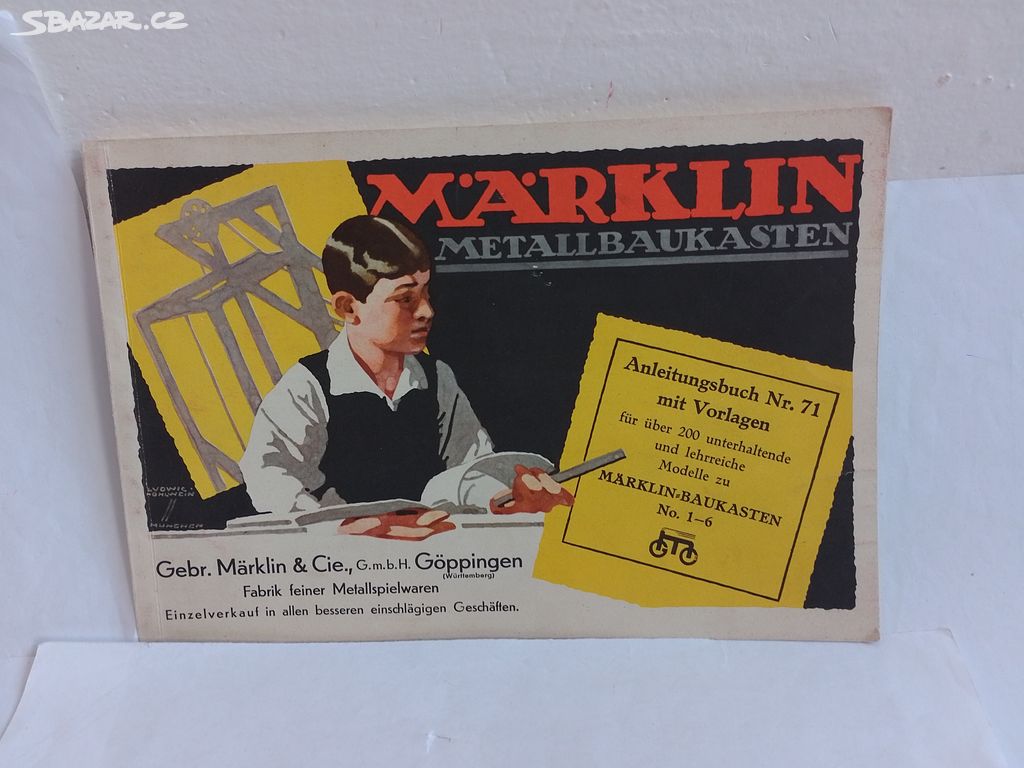 SBAZAR.CZ
MÄRKLIN
METALLBAUKASTEN
Anleitungsbuch Nr. 71
mit Vorlagen
für über 200 unterhaltende
und lehrreiche
Modelle zu
MÄRKLIN=BAUKASTEN
No. 1–6
LUDWIG
HOHLWEIN
MÜNCHEN
Gebr. Märklin & Cie., G.m.b.H. Göppingen
(Württemberg)
Fabrik feiner Metallspielwaren
Einzelverkauf in allen besseren einschlägigen Geschäften.